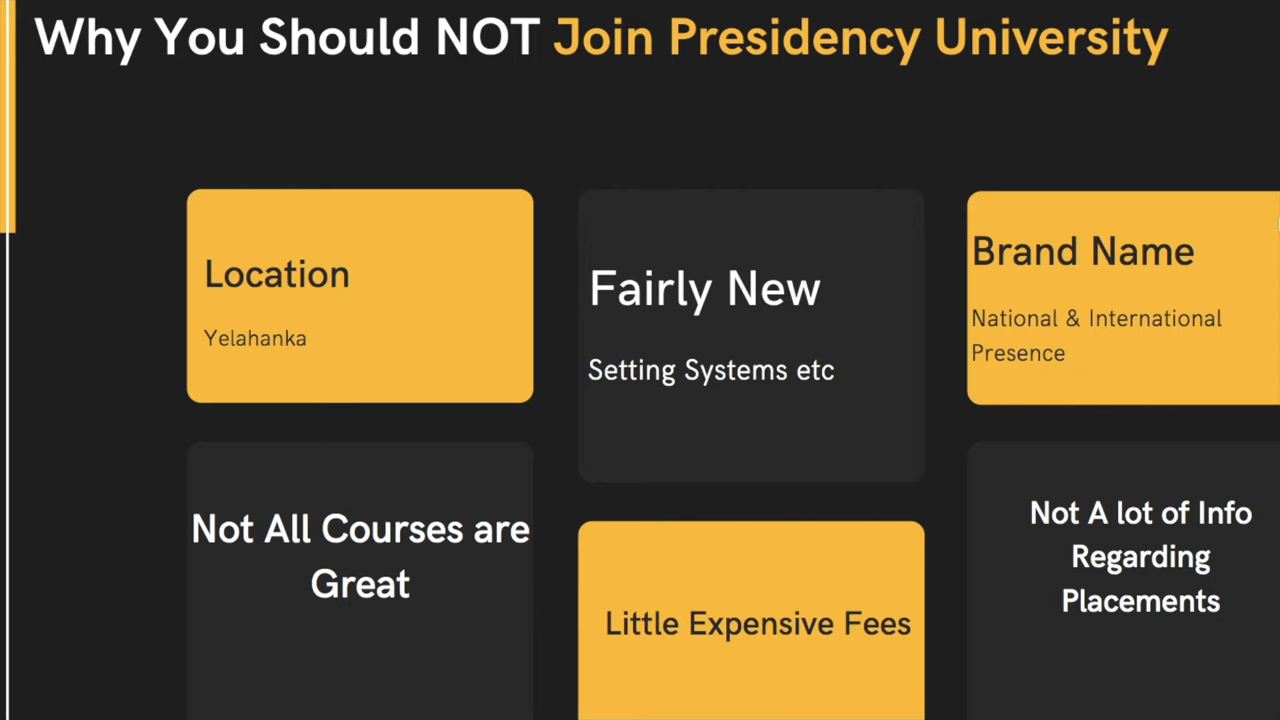 Why You Should NOT Join Presidency University
Location
Yelahanka
Fairly New
Setting Systems etc
Brand Name
National & International
Presence
Not All Courses are
Great
Little Expensive Fees
Not A lot of Info
Regarding
Placements